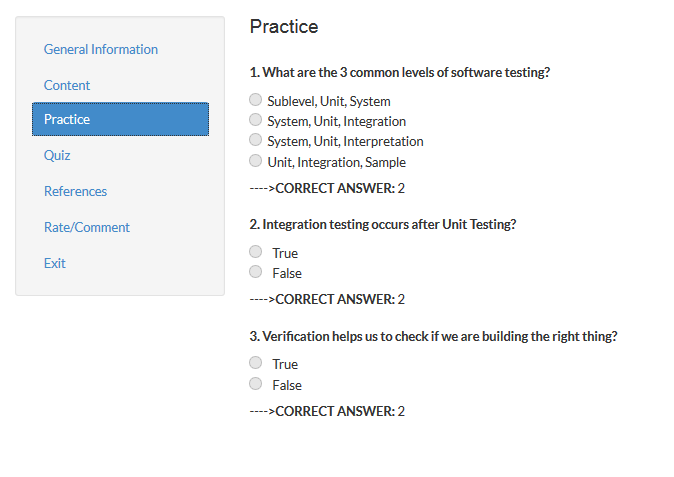 General Information
Content
Practice
Quiz
References
Rate/Comment
Exit
Practice
1. What are the 3 common levels of software testing?
Sublevel, Unit, System
System, Unit, Integration
System, Unit, Interpretation
Unit, Integration, Sample
---->CORRECT ANSWER: 2
2. Integration testing occurs after Unit Testing?
True
False
---->CORRECT ANSWER: 2
3. Verification helps us to check if we are building the right thing?
True
False
---->CORRECT ANSWER: 2